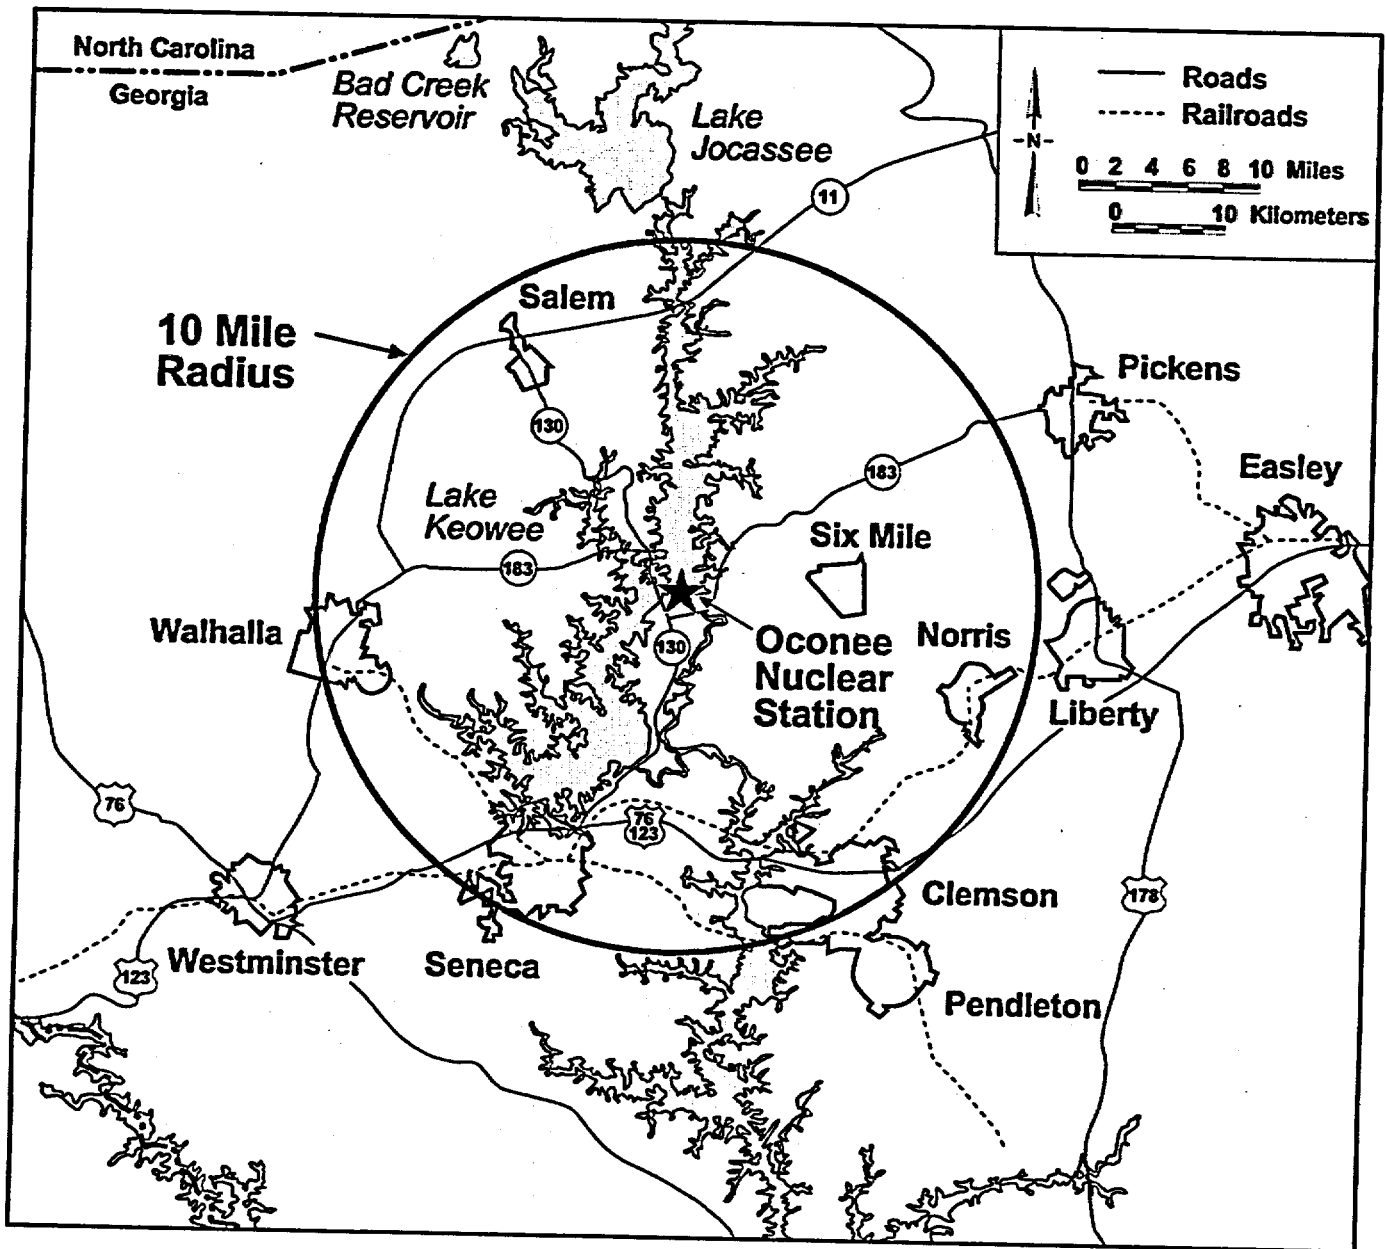 North Carolina
Georgia
Bad Creek
Reservoir
Lake
Jocassee
Roads
Railroads
-N-
0 2 4 6 8 10 Miles
0 10 Kilometers
11
Salem
10 Mile
Radius
Pickens
130
183
Easley
Lake
Keowee
Six Mile
183
Walhalla
130
Oconee
Nuclear
Station
Norris
Liberty
76
76
123
Clemson
178
Westminster
Seneca
123
Pendleton